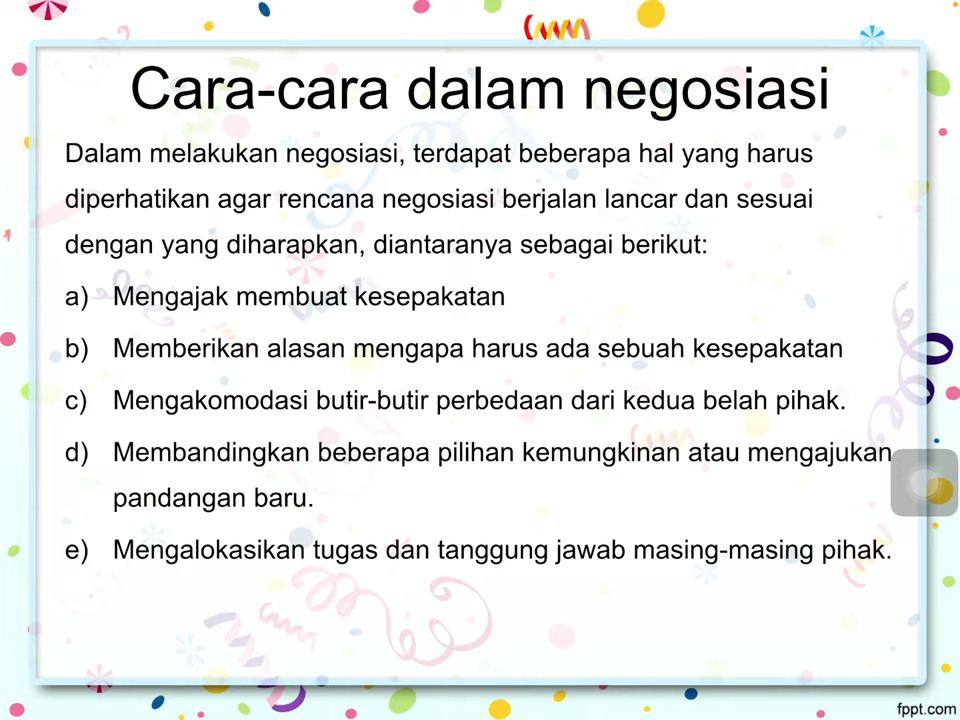 Cara-cara dalam negosiasi
Dalam melakukan negosiasi, terdapat beberapa hal yang harus
diperhatikan agar rencana negosiasi berjalan lancar dan sesuai
dengan yang diharapkan, diantaranya sebagai berikut:
a) Mengajak membuat kesepakatan
b) Memberikan alasan mengapa harus ada sebuah kesepakatan
c) Mengakomodasi butir-butir perbedaan dari kedua belah pihak.
d) Membandingkan beberapa pilihan kemungkinan atau mengajukan
pandangan baru.
e) Mengalokasikan tugas dan tanggung jawab masing-masing pihak.
fppt.com